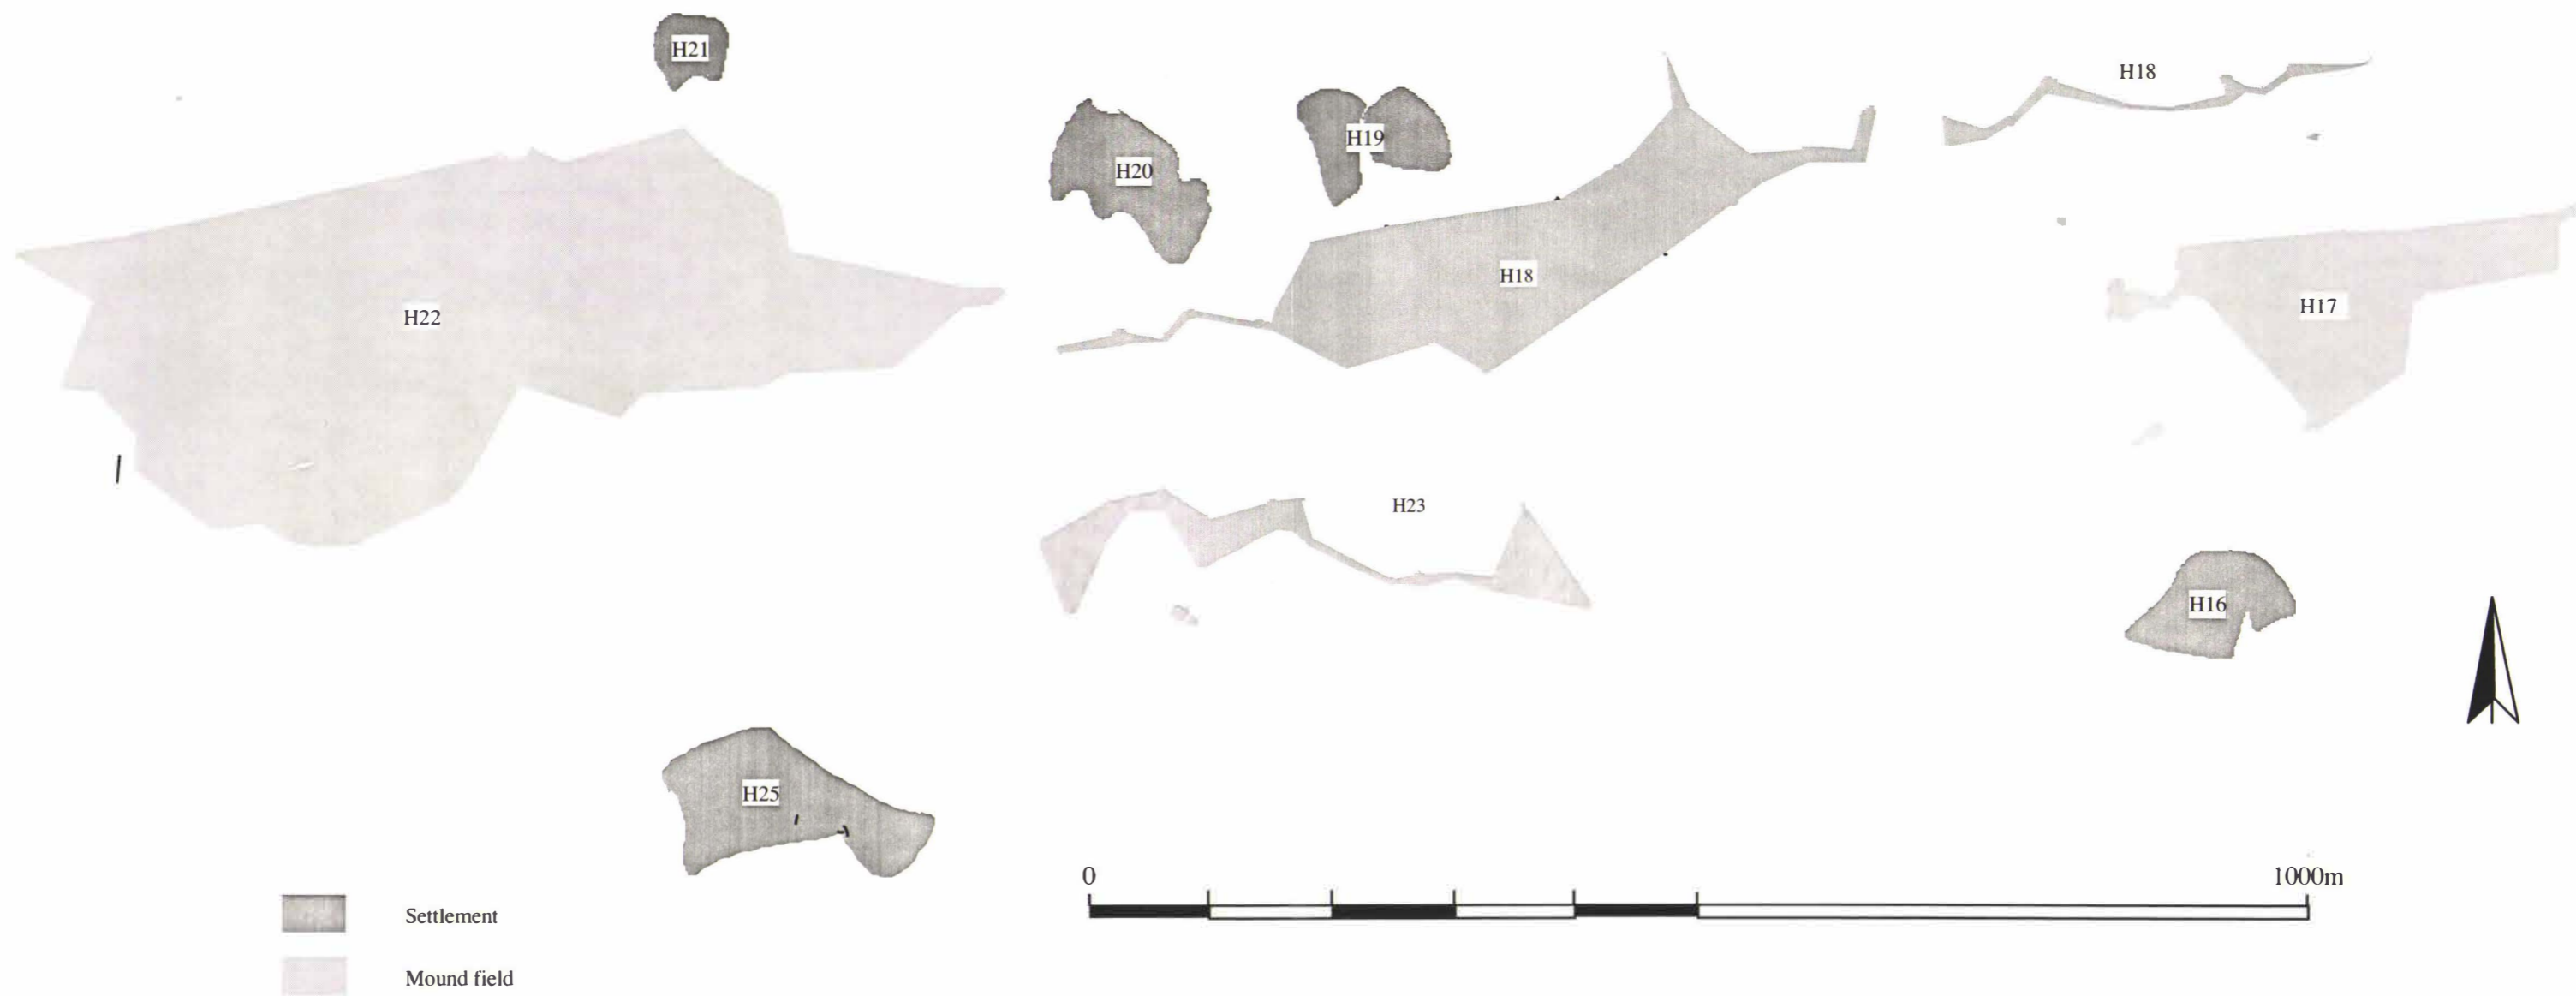 H21
H18
H19
H20
H18
H17
H22
H23
H16
H25
0 1000m
Settlement
Mound field